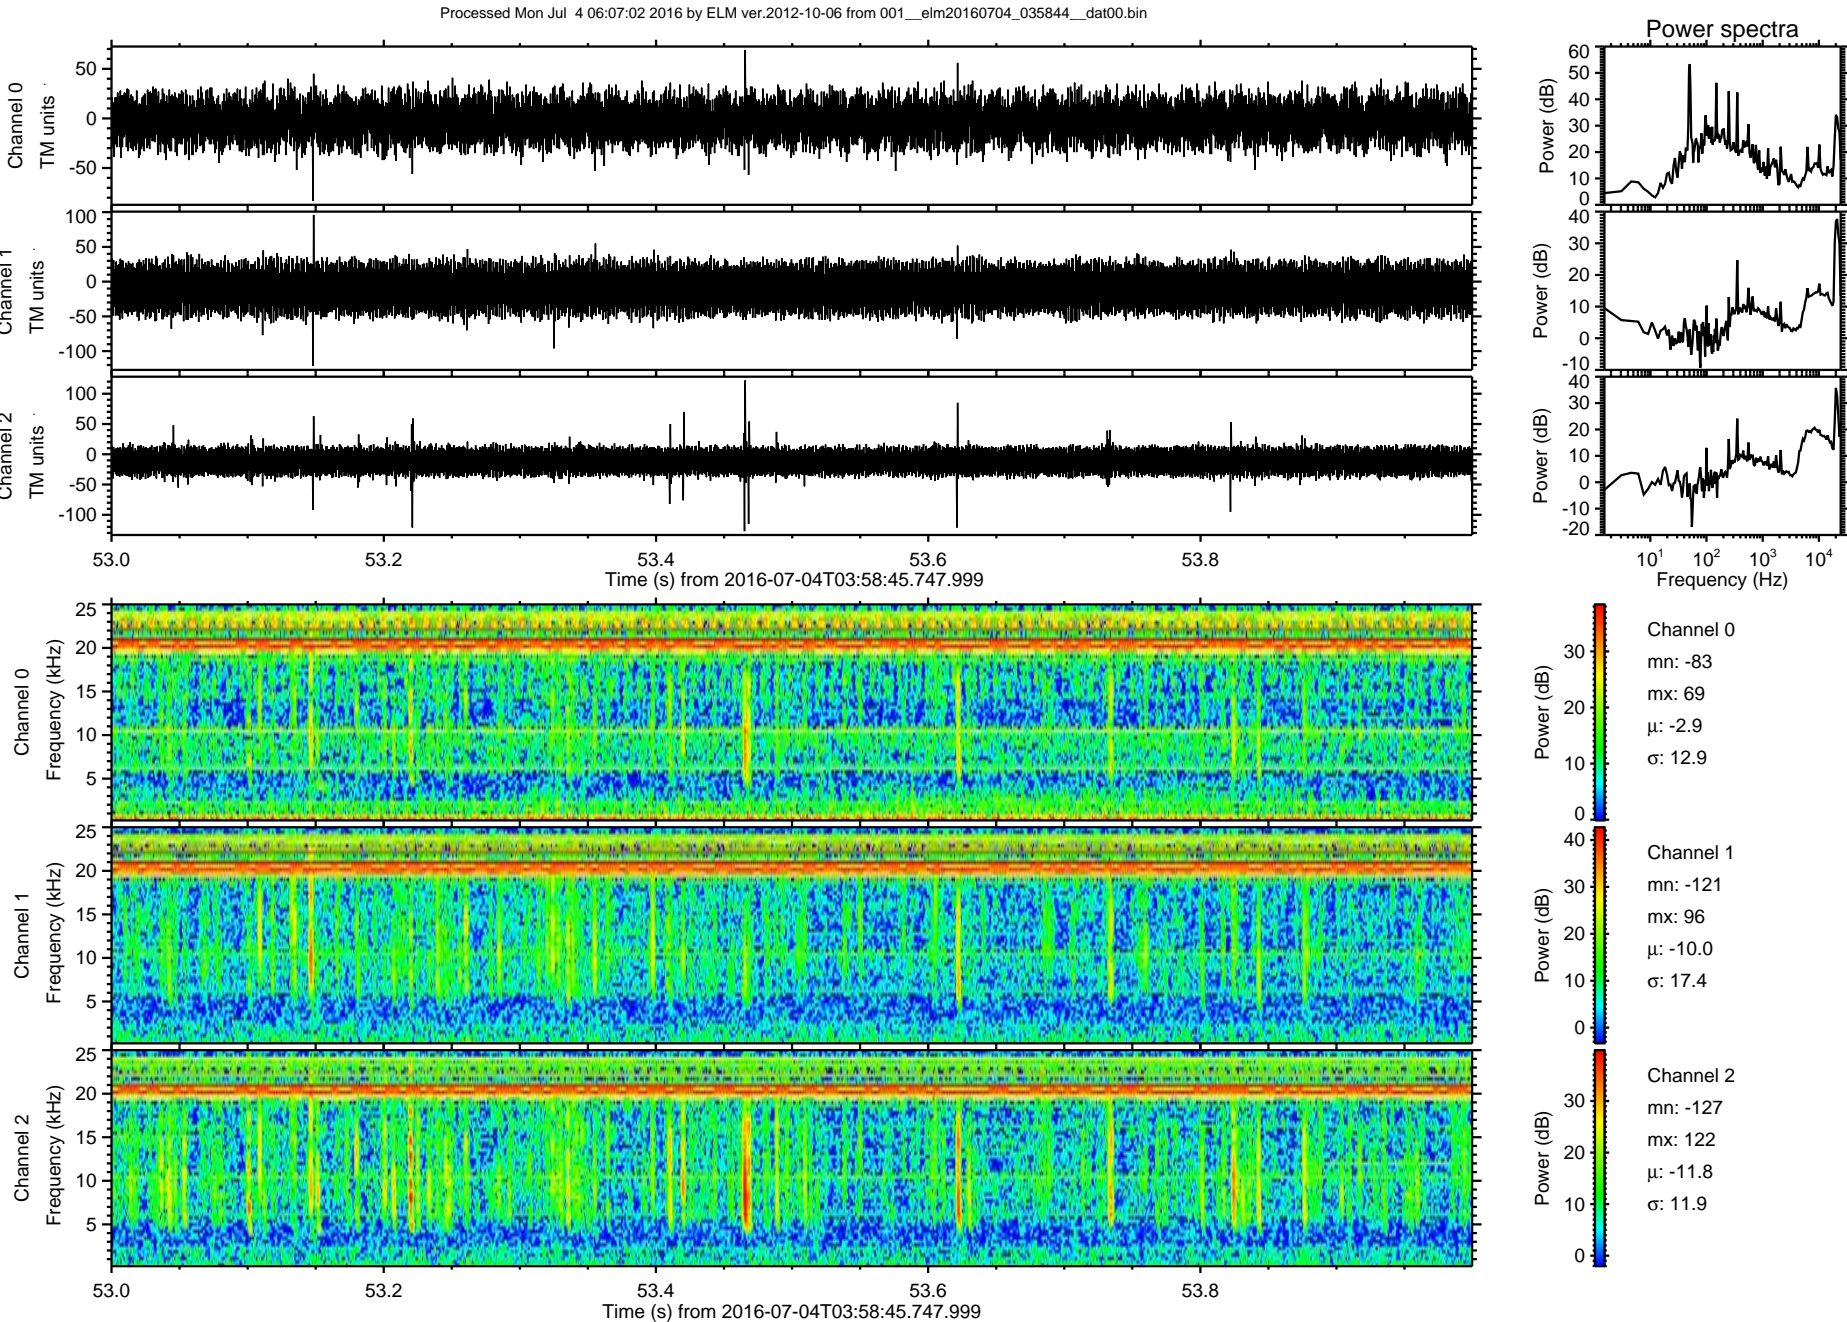 Processed Mon Jul  4 06:07:02 2016 by ELM ver.2012-10-06 from 001__elm20160704_035844__dat00.bin
Power spectra
Channel 0
TM units
50
0
-50
Power (dB)
60
50
40
30
20
10
0
Channel 1
TM units
100
50
0
-50
-100
Power (dB)
40
30
20
10
0
-10
Channel 2
TM units
100
50
0
-50
-100
Power (dB)
40
30
20
10
0
-10
-20
53.0 53.2 53.4 53.6 53.8
Time (s) from 2016-07-04T03:58:45.747.999
10^1 10^2 10^3 10^4
Frequency (Hz)
Channel 0
Frequency (kHz)
25
20
15
10
5
Power (dB)
30
20
10
0
Channel 0
mn: -83
mx: 69
μ: -2.9
σ: 12.9
Channel 1
Frequency (kHz)
25
20
15
10
5
Power (dB)
40
30
20
10
0
Channel 1
mn: -121
mx: 96
μ: -10.0
σ: 17.4
Channel 2
Frequency (kHz)
25
20
15
10
5
Power (dB)
30
20
10
0
Channel 2
mn: -127
mx: 122
μ: -11.8
σ: 11.9
53.0 53.2 53.4 53.6 53.8
Time (s) from 2016-07-04T03:58:45.747.999